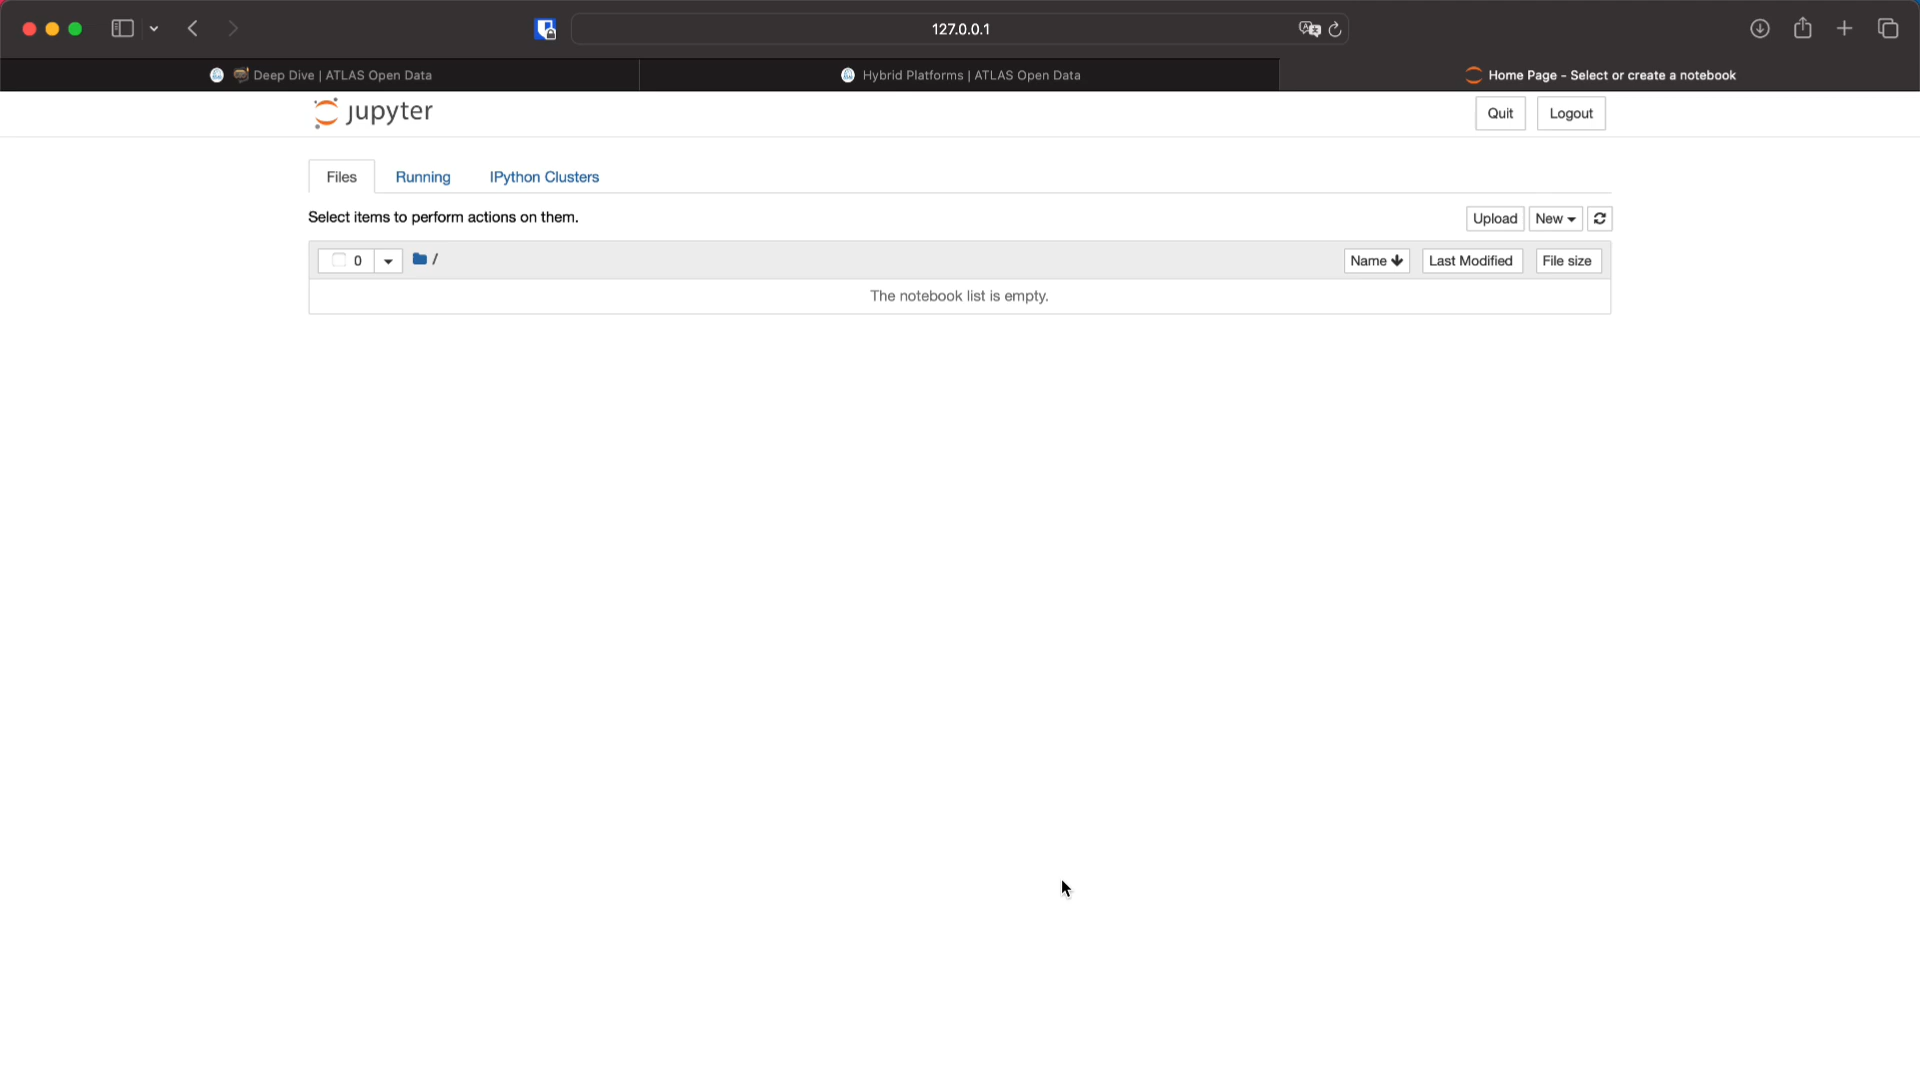 127.0.0.1
Deep Dive | ATLAS Open Data
Hybrid Platforms | ATLAS Open Data
Home Page - Select or create a notebook
jupyter
Quit
Logout
Files
Running
IPython Clusters
Select items to perform actions on them.
Upload
New
0
/
Name
Last Modified
File size
The notebook list is empty.